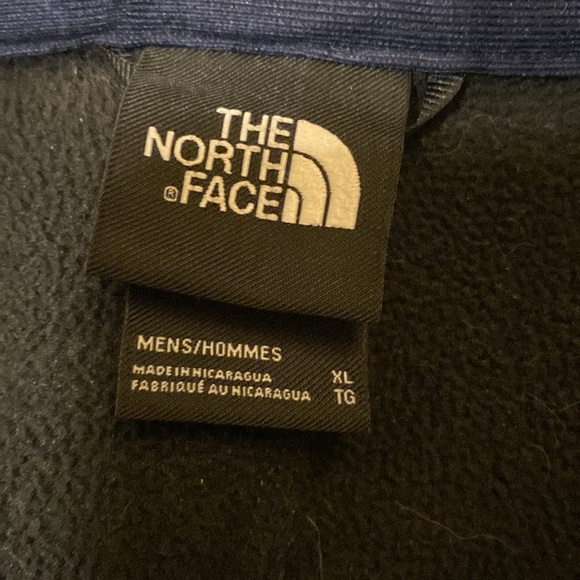 THE
NORTH
® FACE
MENS/HOMMES
MADE IN NICARAGUA XL
FABRIQUÉ AU NICARAGUA TG